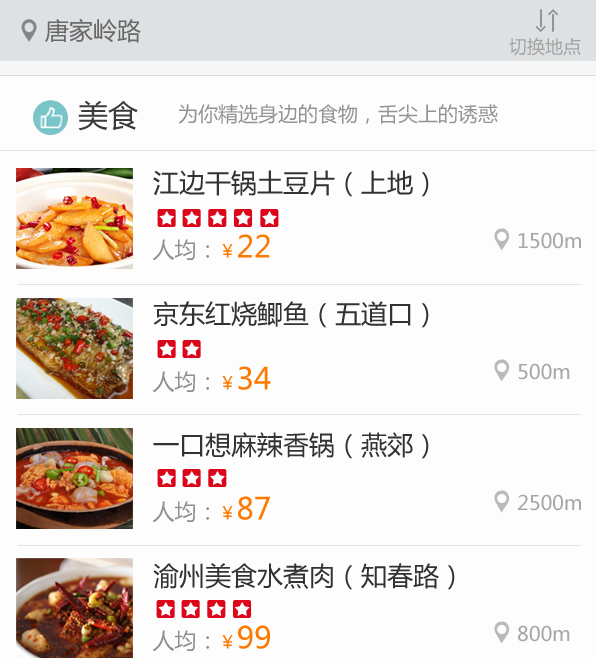 唐家岭路
切换地点
美食 为你精选身边的食物，舌尖上的诱惑
江边干锅土豆片（上地）
人均：¥22 1500m
京东红烧鲫鱼（五道口）
人均：¥34 500m
一口想麻辣香锅（燕郊）
人均：¥87 2500m
渝州美食水煮肉（知春路）
人均：¥99 800m